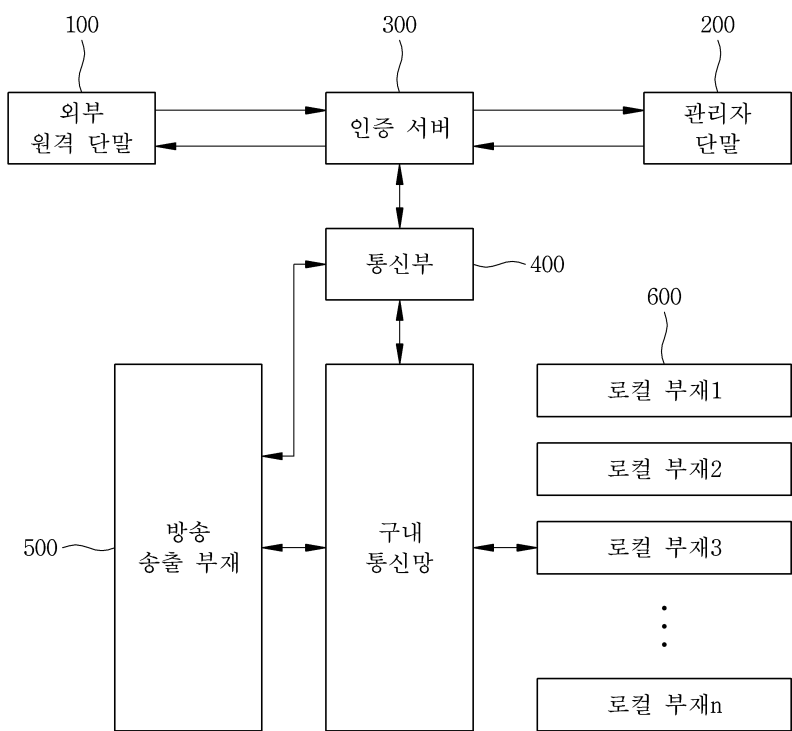 100
300
200
외부
원격 단말
인증 서버
관리자
단말
통신부
400
600
로컬 부재1
로컬 부재2
500
방송
송출 부재
구내
통신망
로컬 부재3
로컬 부재n